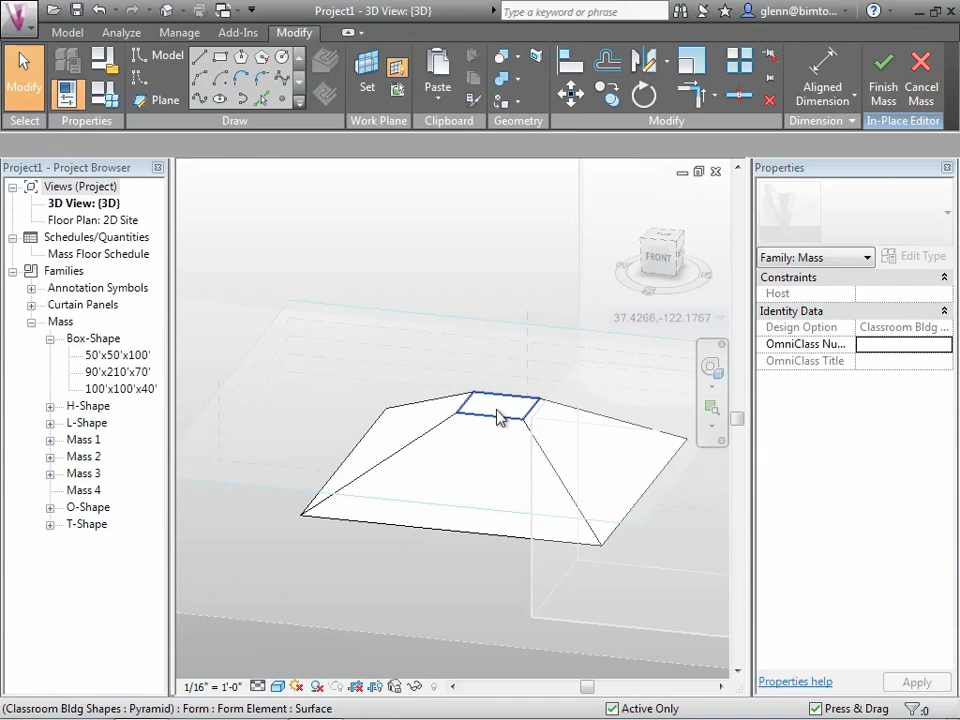 Project1 - 3D View: {3D}
Type a keyword or phrase
glenn@bimto...
Model Analyze Manage Add-Ins Modify
Modify
Model
Plane
Set
Paste
Aligned
Dimension
Finish
Mass
Cancel
Mass
Select Properties Draw Work Plane Clipboard Geometry Modify Dimension In-Place Editor
Project1 - Project Browser
Views (Project)
3D View: {3D}
Floor Plan: 2D Site
Schedules/Quantities
Mass Floor Schedule
Families
Annotation Symbols
Curtain Panels
Mass
Box-Shape
50'x50'x100'
90'x210'x70'
100'x100'x40'
H-Shape
L-Shape
Mass 1
Mass 2
Mass 3
Mass 4
O-Shape
T-Shape
FRONT
37.4266,-122.1767
Properties
Family: Mass
Edit Type
Constraints
Host
Identity Data
Design Option Classroom Bldg ...
OmniClass Nu...
OmniClass Title
Properties help
Apply
1/16" = 1'-0"
(Classroom Bldg Shapes : Pyramid) : Form : Form Element : Surface
Active Only
Press & Drag
:0